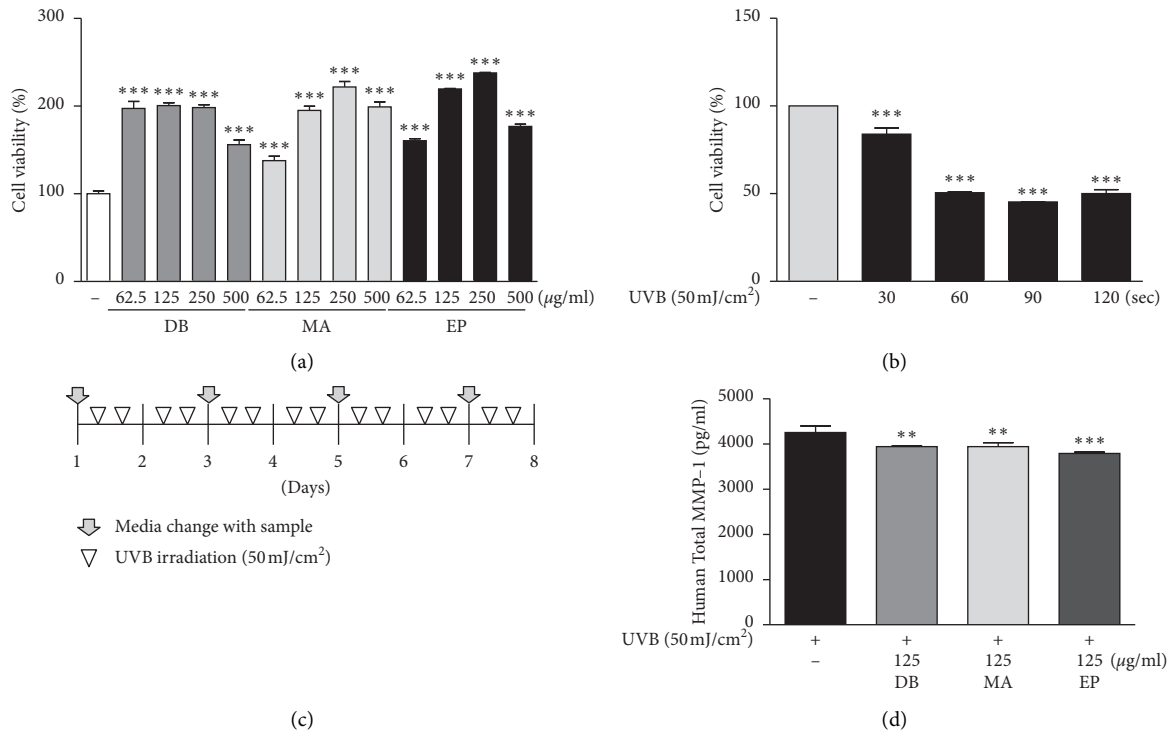 300
200
100
0
Cell viability (%)
*** *** *** *** *** *** *** *** *** *** *** ***
– 62.5 125 250 500 62.5 125 250 500 62.5 125 250 500 (μg/ml)
DB MA EP
(a)
150
100
50
0
Cell viability (%)
*** *** *** ***
UVB (50 mJ/cm²) – 30 60 90 120 (sec)
(b)
1 2 3 4 5 6 7 8
(Days)
Media change with sample
UVB irradiation (50 mJ/cm²)
(c)
5000
4000
3000
2000
1000
0
Human Total MMP–1 (pg/ml)
** ** ***
UVB (50 mJ/cm²) + + + +
– 125 125 125 (μg/ml)
DB MA EP
(d)